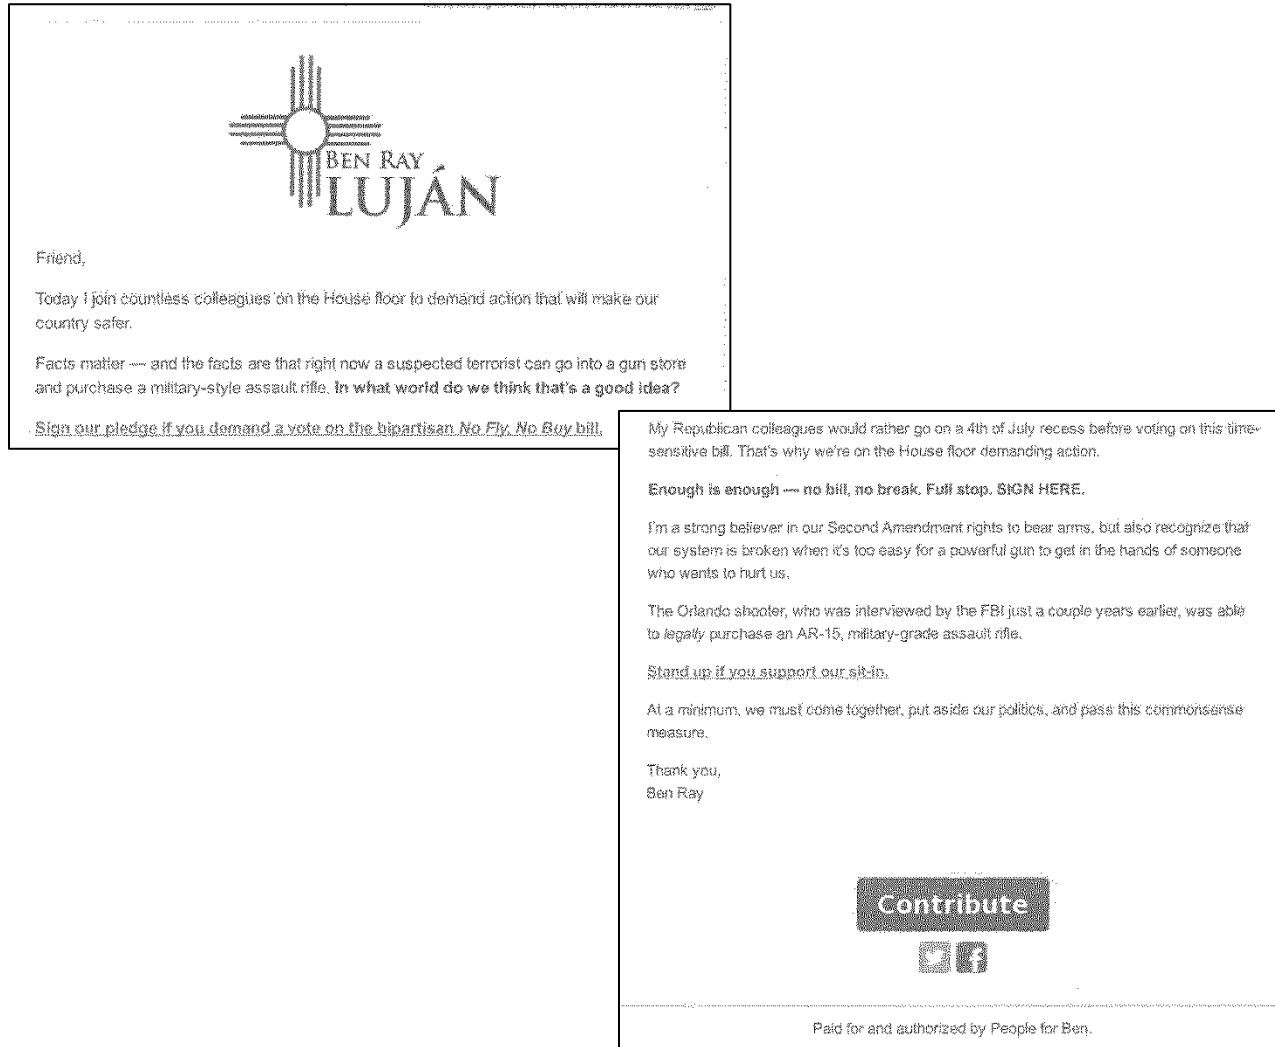 BEN RAY
LUJÁN
Friend,
Today I join countless colleagues on the House floor to demand action that will make our
country safer.
Facts matter — and the facts are that right now a suspected terrorist can go into a gun store
and purchase a military-style assault rifle. In what world do we think that's a good idea?
Sign our pledge if you demand a vote on the bipartisan No Fly, No Buy bill.
My Republican colleagues would rather go on a 4th of July recess before voting on this time-
sensitive bill. That's why we're on the House floor demanding action.
Enough is enough — no bill, no break. Full stop. SIGN HERE.
I'm a strong believer in our Second Amendment rights to bear arms, but also recognize that
our system is broken when it's too easy for a powerful gun to get in the hands of someone
who wants to hurt us.
The Orlando shooter, who was interviewed by the FBI just a couple years earlier, was able
to legally purchase an AR-15, military-grade assault rifle.
Stand up if you support our sit-in.
At a minimum, we must come together, put aside our politics, and pass this commonsense
measure.
Thank you,
Ben Ray
Contribute
Paid for and authorized by People for Ben.